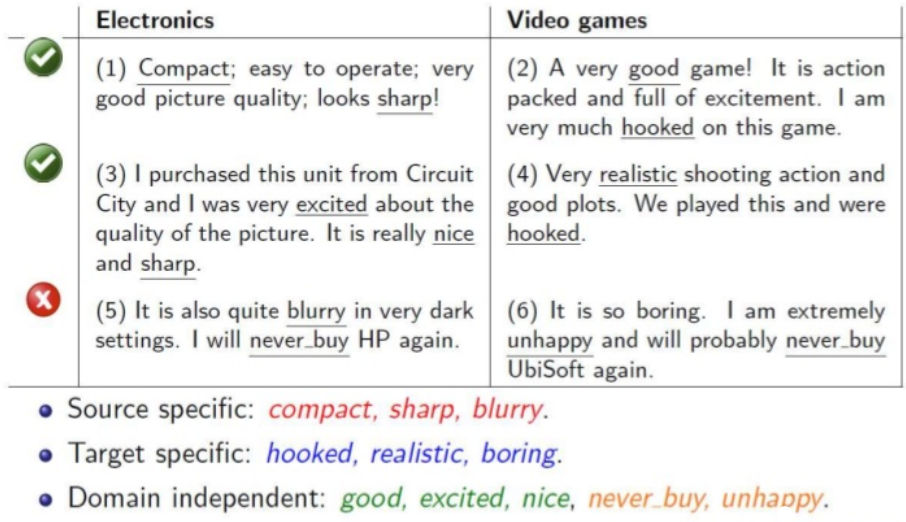 Electronics
Video games
(1) Compact; easy to operate; very
good picture quality; looks sharp!
(2) A very good game! It is action
packed and full of excitement. I am
very much hooked on this game.
(3) I purchased this unit from Circuit
City and I was very excited about the
quality of the picture. It is really nice
and sharp.
(4) Very realistic shooting action and
good plots. We played this and were
hooked.
(5) It is also quite blurry in very dark
settings. I will never_buy HP again.
(6) It is so boring. I am extremely
unhappy and will probably never_buy
UbiSoft again.
Source specific: compact, sharp, blurry.
Target specific: hooked, realistic, boring.
Domain independent: good, excited, nice, never_buy, unhappy.